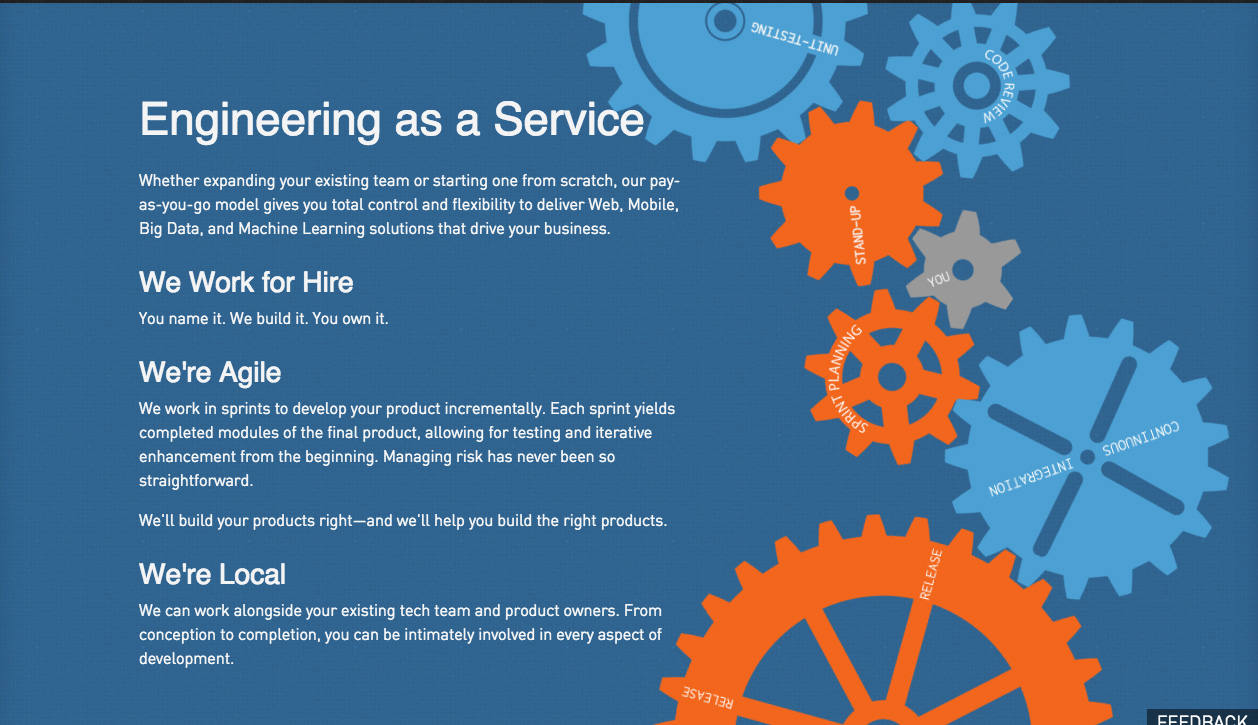 Engineering as a Service
Whether expanding your existing team or starting one from scratch, our pay-
as-you-go model gives you total control and flexibility to deliver Web, Mobile,
Big Data, and Machine Learning solutions that drive your business.
We Work for Hire
You name it. We build it. You own it.
We're Agile
We work in sprints to develop your product incrementally. Each sprint yields
completed modules of the final product, allowing for testing and iterative
enhancement from the beginning. Managing risk has never been so
straightforward.
We'll build your products right—and we'll help you build the right products.
We're Local
We can work alongside your existing tech team and product owners. From
conception to completion, you can be intimately involved in every aspect of
development.
UNIT-TESTING
CODE REVIEW
STAND-UP
YOU
SPRINT PLANNING
CONTINUOUS
INTEGRATION
RELEASE
RELEASE
FEEDBACK